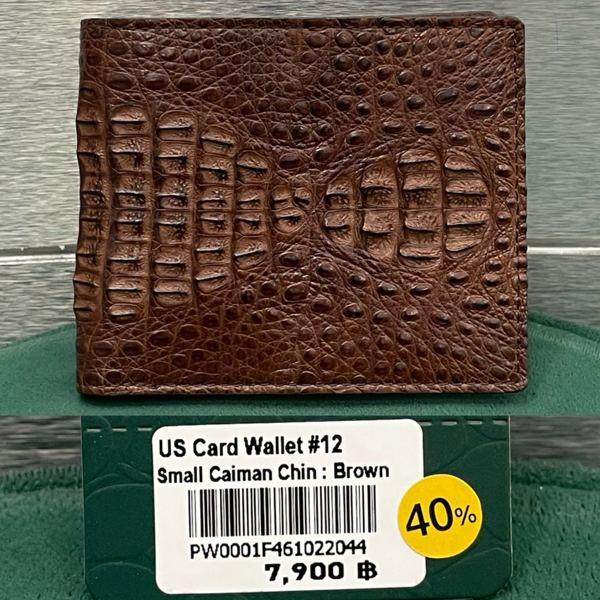 US Card Wallet #12
Small Caiman Chin : Brown
PW0001F461022044
7,900 ฿
40%